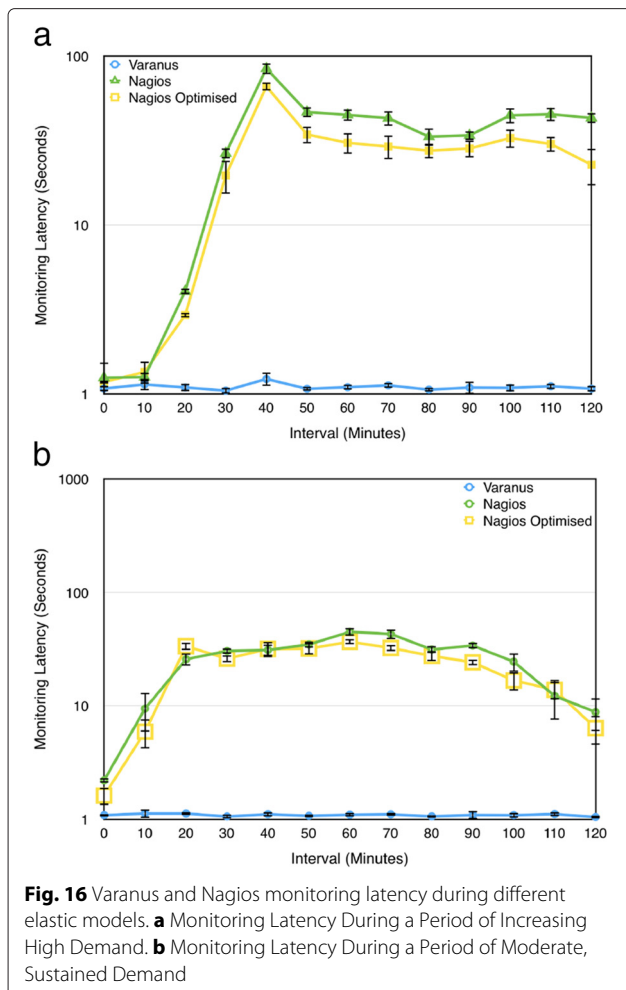 a
Varanus
Nagios
Nagios Optimised
Monitoring Latency (Seconds)
100
10
1
0 10 20 30 40 50 60 70 80 90 100 110 120
Interval (Minutes)
b
Varanus
Nagios
Nagios Optimised
Monitoring Latency (Seconds)
1000
100
10
1
0 10 20 30 40 50 60 70 80 90 100 110 120
Interval (Minutes)
Fig. 16 Varanus and Nagios monitoring latency during different
elastic models. a Monitoring Latency During a Period of Increasing
High Demand. b Monitoring Latency During a Period of Moderate,
Sustained Demand